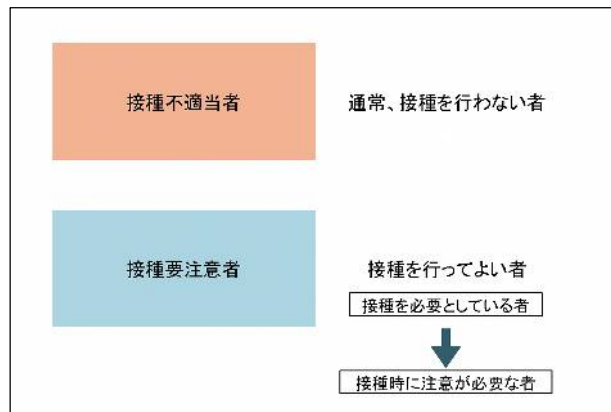 接種不適当者
通常、接種を行わない者
接種要注意者
接種を行ってよい者
接種を必要としている者
接種時に注意が必要な者